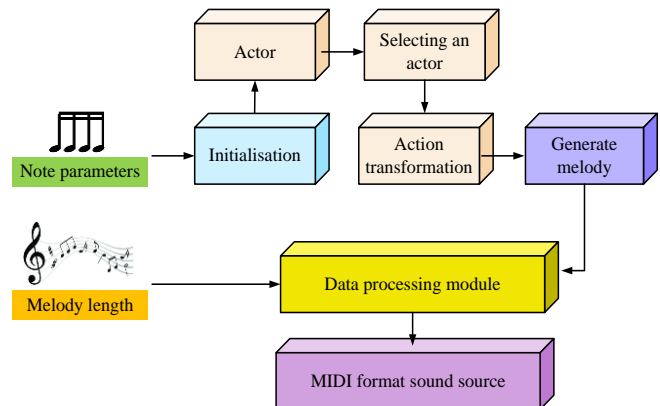 Actor
Selecting an
actor
Note parameters
Initialisation
Action
transformation
Generate
melody
Melody length
Data processing module
MIDI format sound source